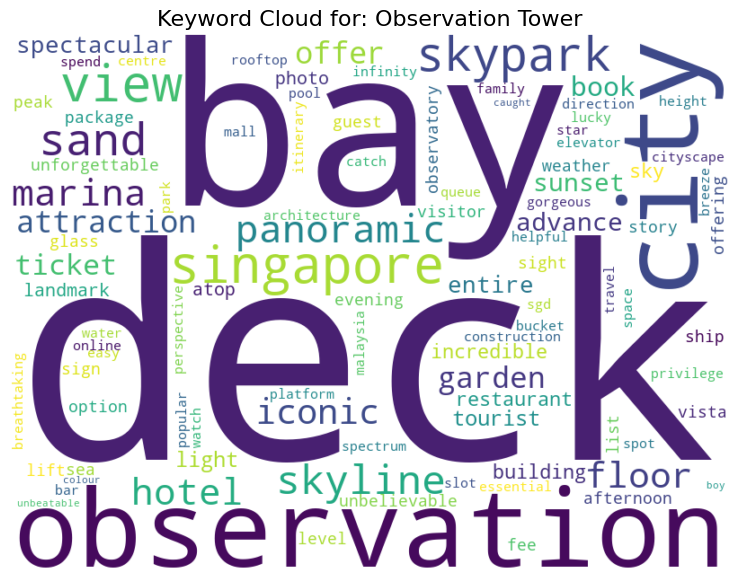 Keyword Cloud for: Observation Tower
spectacular
spend
centre
rooftop
offer
skypark
city
view
photo
infinity
family
book
peak
package
pool
caught
direction
height
bay
sand
mall
itinerary
guest
observatory
lucky
star
elevator
unforgettable
catch
weather
sky
cityscape
marina
park
queue
sunset
gorgeous
breeze
offering
attraction
architecture
visitor
advance
story
glass
panoramic
helpful
ticket
singapore
sight
landmark
atop
entire
travel
space
perspective
evening
malaysia
sgd
bucket
deck
water
online
easy
construction
ship
sign
incredible
breathtaking
garden
privilege
option
platform
restaurant
iconic
tourist
vista
popular
watch
list
spot
light
spectrum
lift
sea
skyline
building
floor
bar
colour
hotel
slot
essential
afternoon
boy
unbeatable
unbelievable
observation
level
fee